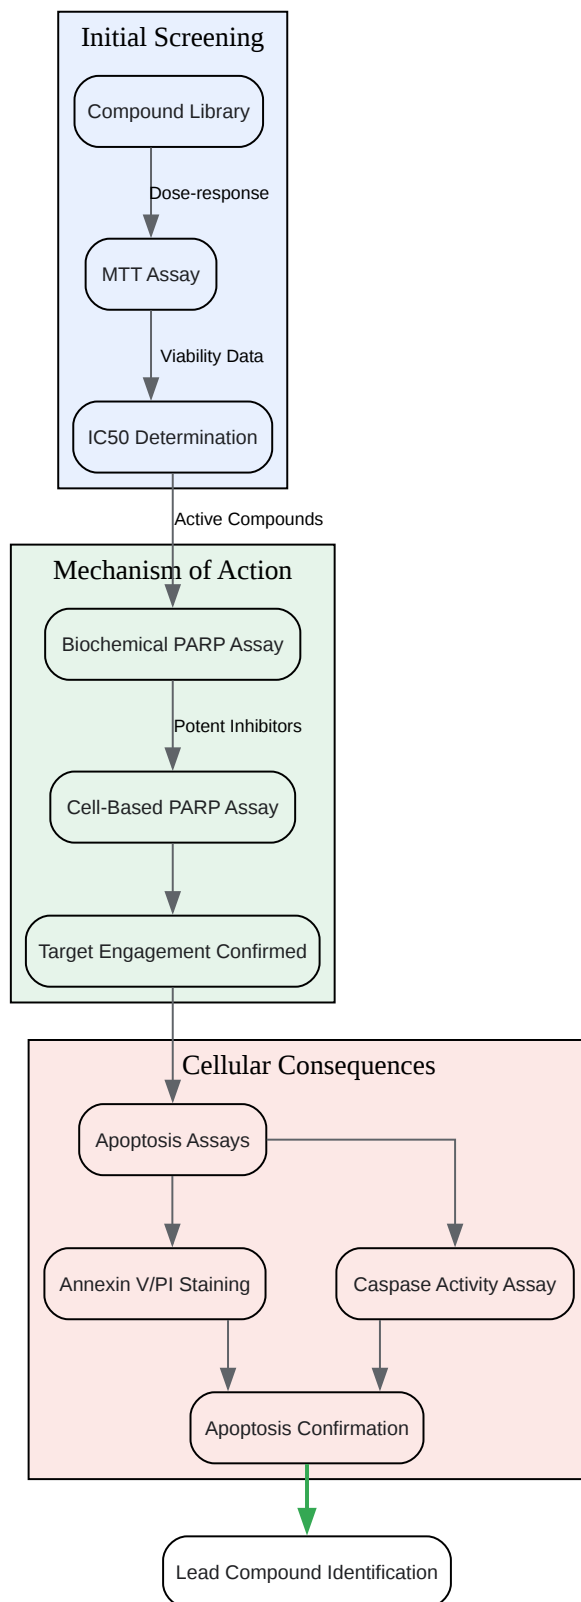 Initial Screening
Compound Library
Dose-response
MTT Assay
Viability Data
IC50 Determination
Active Compounds
Mechanism of Action
Biochemical PARP Assay
Potent Inhibitors
Cell-Based PARP Assay
Target Engagement Confirmed
Cellular Consequences
Apoptosis Assays
Annexin V/PI Staining
Caspase Activity Assay
Apoptosis Confirmation
Lead Compound Identification